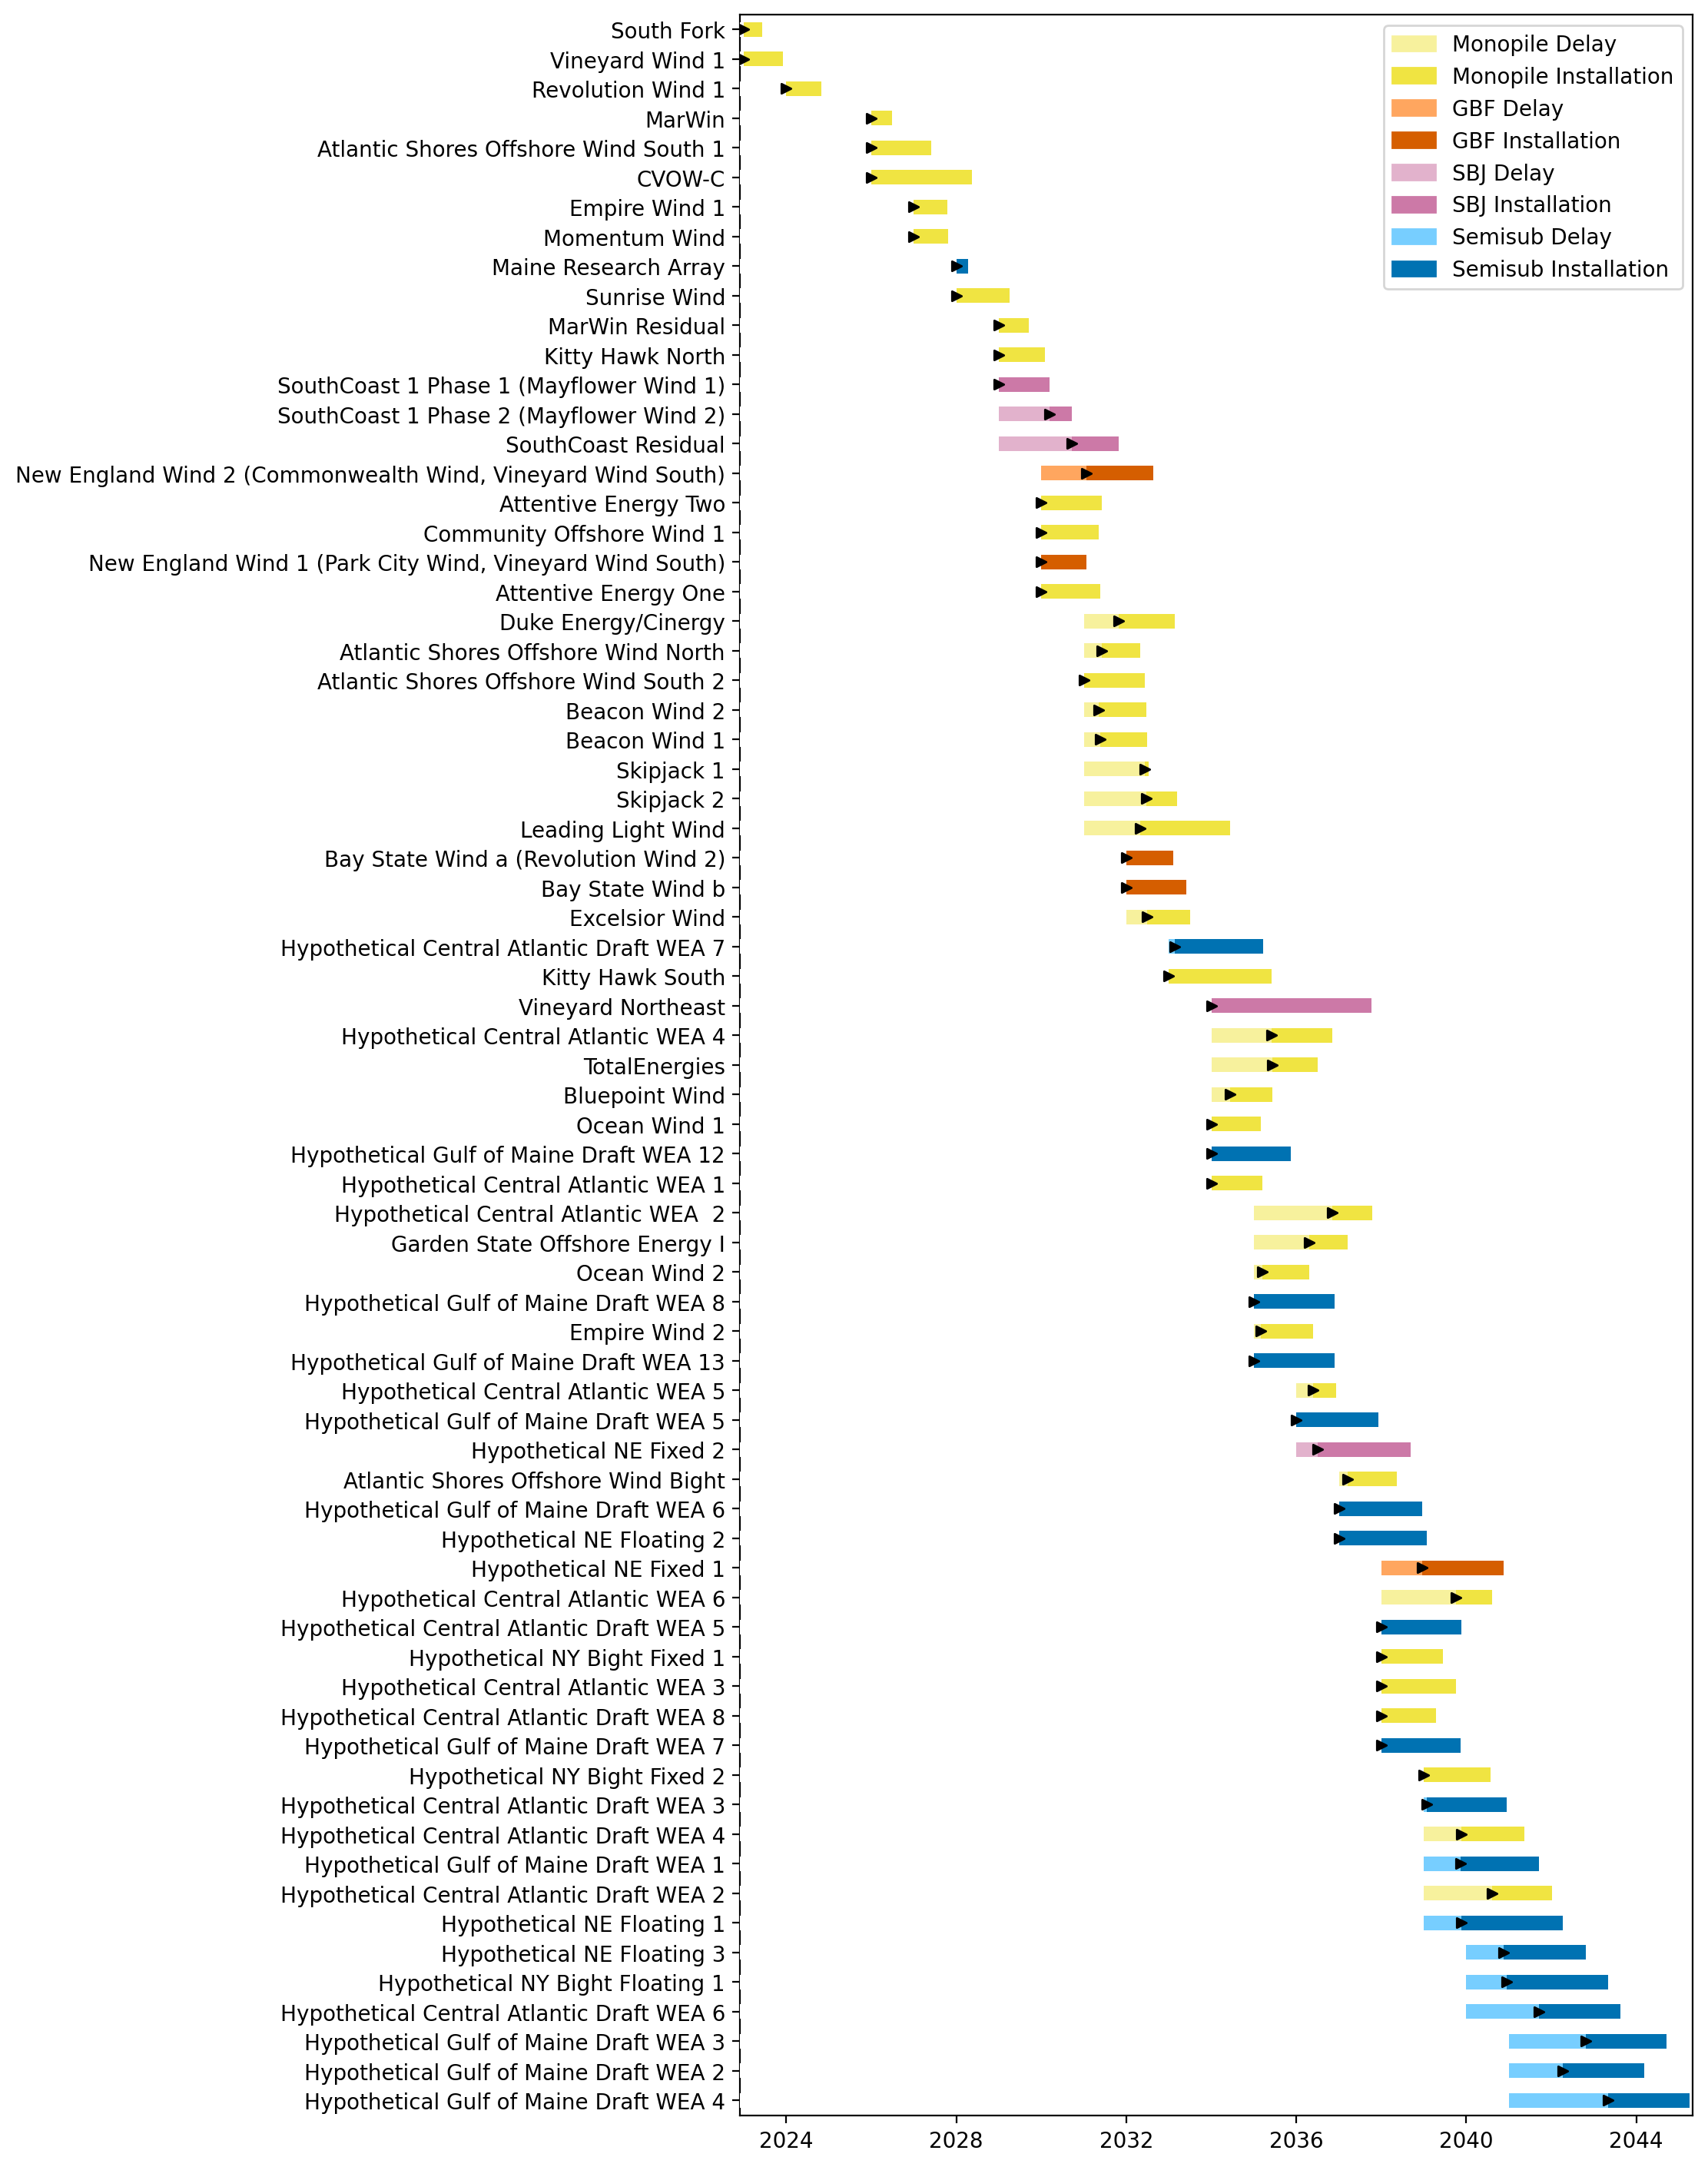 South Fork
Vineyard Wind 1
Revolution Wind 1
MarWin
Atlantic Shores Offshore Wind South 1
CVOW-C
Empire Wind 1
Momentum Wind
Maine Research Array
Sunrise Wind
MarWin Residual
Kitty Hawk North
SouthCoast 1 Phase 1 (Mayflower Wind 1)
SouthCoast 1 Phase 2 (Mayflower Wind 2)
SouthCoast Residual
New England Wind 2 (Commonwealth Wind, Vineyard Wind South)
Attentive Energy Two
Community Offshore Wind 1
New England Wind 1 (Park City Wind, Vineyard Wind South)
Attentive Energy One
Duke Energy/Cinergy
Atlantic Shores Offshore Wind North
Atlantic Shores Offshore Wind South 2
Beacon Wind 2
Beacon Wind 1
Skipjack 1
Skipjack 2
Leading Light Wind
Bay State Wind a (Revolution Wind 2)
Bay State Wind b
Excelsior Wind
Hypothetical Central Atlantic Draft WEA 7
Kitty Hawk South
Vineyard Northeast
Hypothetical Central Atlantic WEA 4
TotalEnergies
Bluepoint Wind
Ocean Wind 1
Hypothetical Gulf of Maine Draft WEA 12
Hypothetical Central Atlantic WEA 1
Hypothetical Central Atlantic WEA  2
Garden State Offshore Energy I
Ocean Wind 2
Hypothetical Gulf of Maine Draft WEA 8
Empire Wind 2
Hypothetical Gulf of Maine Draft WEA 13
Hypothetical Central Atlantic WEA 5
Hypothetical Gulf of Maine Draft WEA 5
Hypothetical NE Fixed 2
Atlantic Shores Offshore Wind Bight
Hypothetical Gulf of Maine Draft WEA 6
Hypothetical NE Floating 2
Hypothetical NE Fixed 1
Hypothetical Central Atlantic WEA 6
Hypothetical Central Atlantic Draft WEA 5
Hypothetical NY Bight Fixed 1
Hypothetical Central Atlantic WEA 3
Hypothetical Central Atlantic Draft WEA 8
Hypothetical Gulf of Maine Draft WEA 7
Hypothetical NY Bight Fixed 2
Hypothetical Central Atlantic Draft WEA 3
Hypothetical Central Atlantic Draft WEA 4
Hypothetical Gulf of Maine Draft WEA 1
Hypothetical Central Atlantic Draft WEA 2
Hypothetical NE Floating 1
Hypothetical NE Floating 3
Hypothetical NY Bight Floating 1
Hypothetical Central Atlantic Draft WEA 6
Hypothetical Gulf of Maine Draft WEA 3
Hypothetical Gulf of Maine Draft WEA 2
Hypothetical Gulf of Maine Draft WEA 4
Monopile Delay
Monopile Installation
GBF Delay
GBF Installation
SBJ Delay
SBJ Installation
Semisub Delay
Semisub Installation
2024 2028 2032 2036 2040 2044